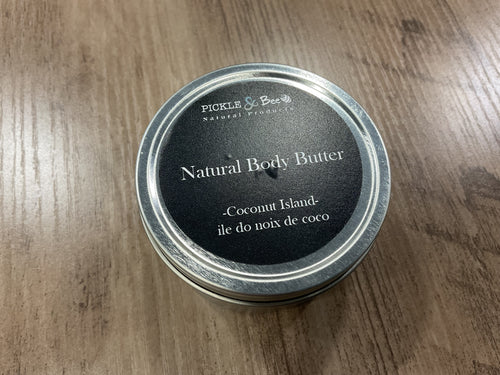 PICKLE & Bee
Natural Products
Natural Body Butter
-Coconut Island-
ile do noix de coco